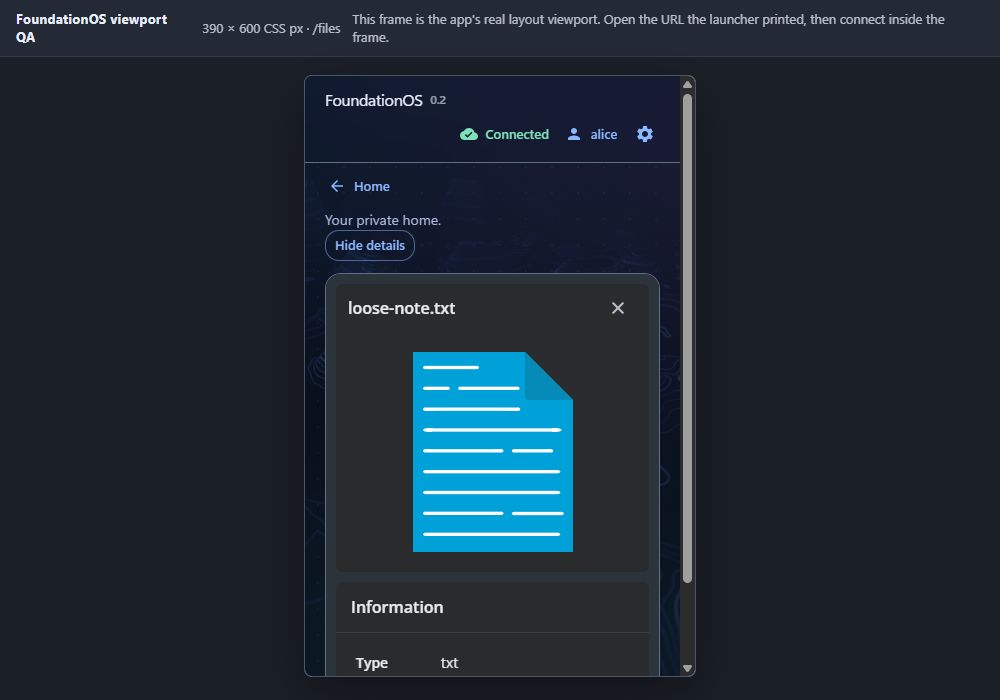 FoundationOS viewport QA
390 × 600 CSS px · /files
This frame is the app's real layout viewport. Open the URL the launcher printed, then connect inside the frame.
FoundationOS 0.2
Connected alice
Home
Your private home.
Hide details
loose-note.txt
Information
Type txt